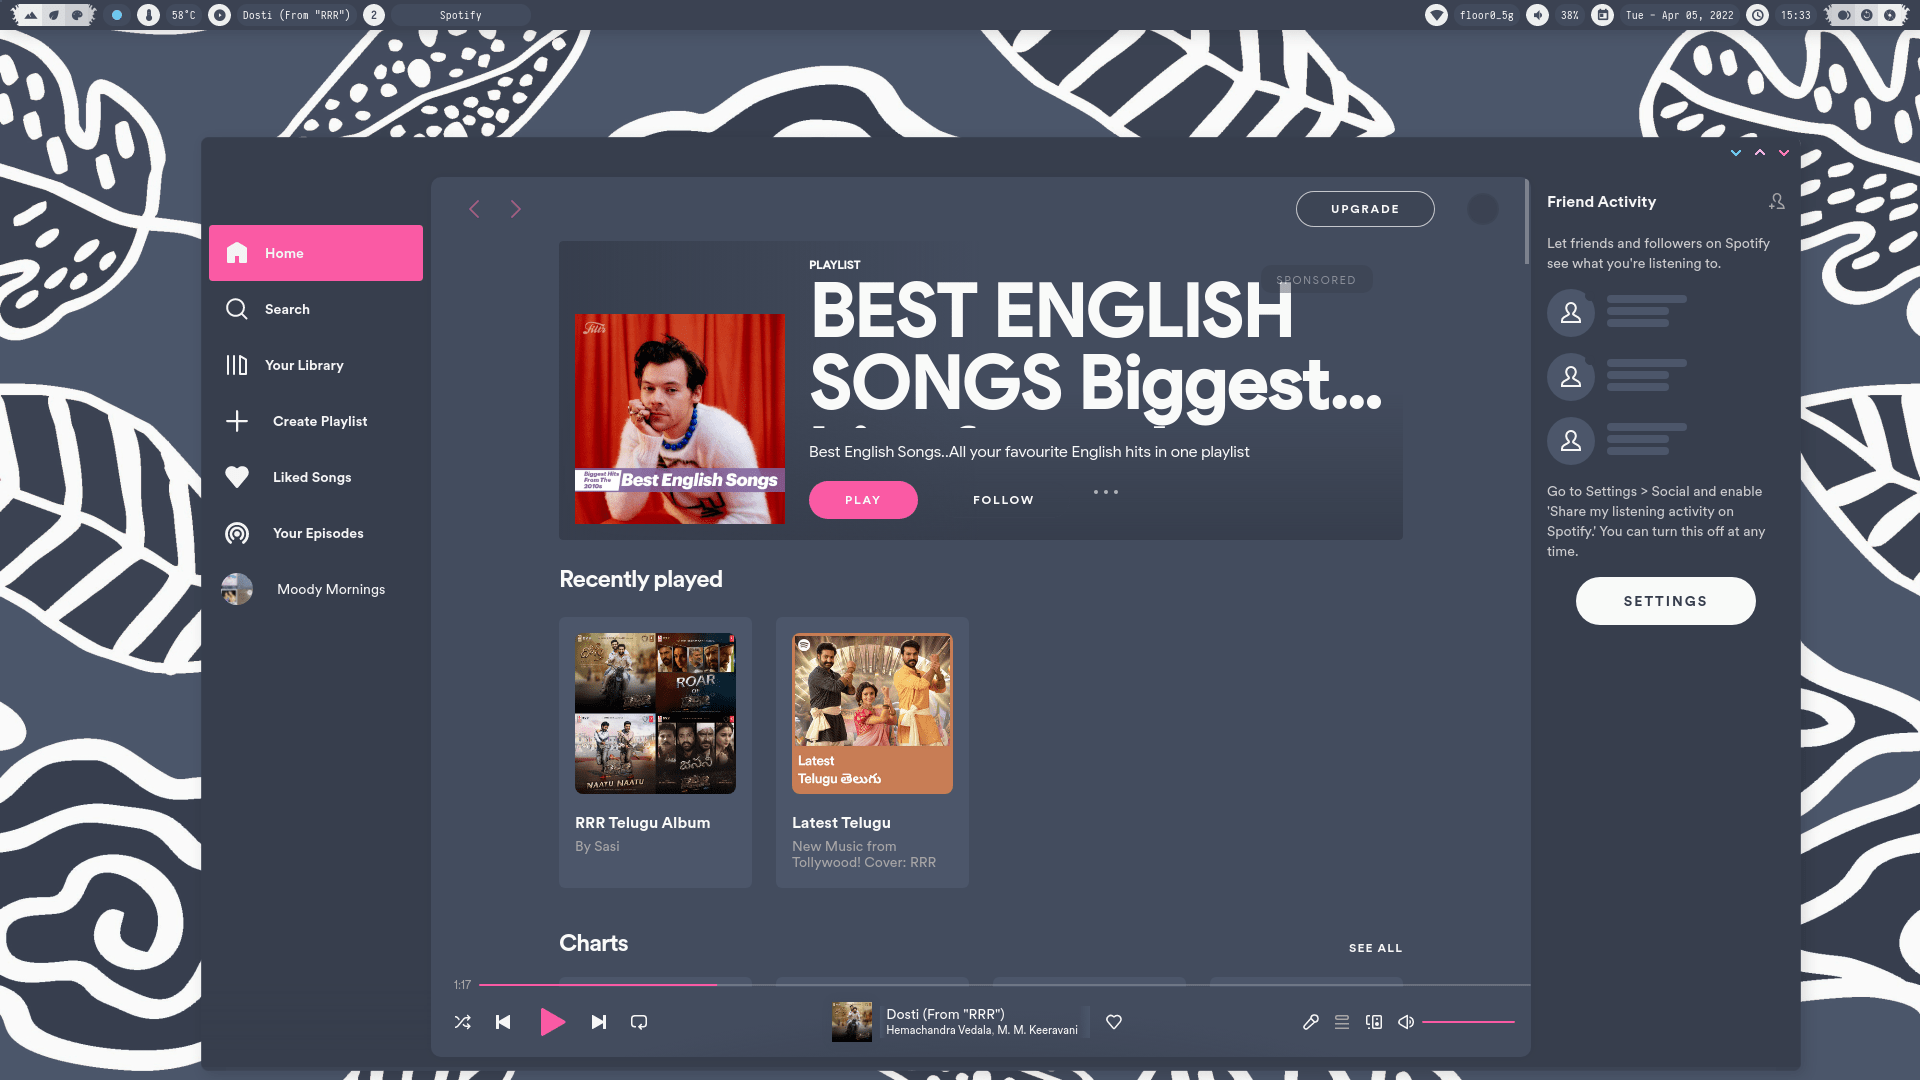 58°C
Dosti (From "RRR")
2
Spotify
floor0_5g
38%
Tue - Apr 05, 2022
15:33
UPGRADE
Home
Search
Your Library
Create Playlist
Liked Songs
Your Episodes
Moody Mornings
PLAYLIST
SPONSORED
BEST ENGLISH
SONGS Biggest...
Best English Songs..All your favourite English hits in one playlist
PLAY
FOLLOW
Filtr
Biggest Hits
From The
2010s
Best English Songs
Recently played
ROAR
OF
NAATU NAATU
Latest
Telugu తెలుగు
RRR Telugu Album
By Sasi
Latest Telugu
New Music from
Tollywood! Cover: RRR
Charts
SEE ALL
1:17
Dosti (From "RRR")
Hemachandra Vedala, M. M. Keeravani
Friend Activity
Let friends and followers on Spotify
see what you're listening to.
Go to Settings > Social and enable
'Share my listening activity on
Spotify.' You can turn this off at any
time.
SETTINGS